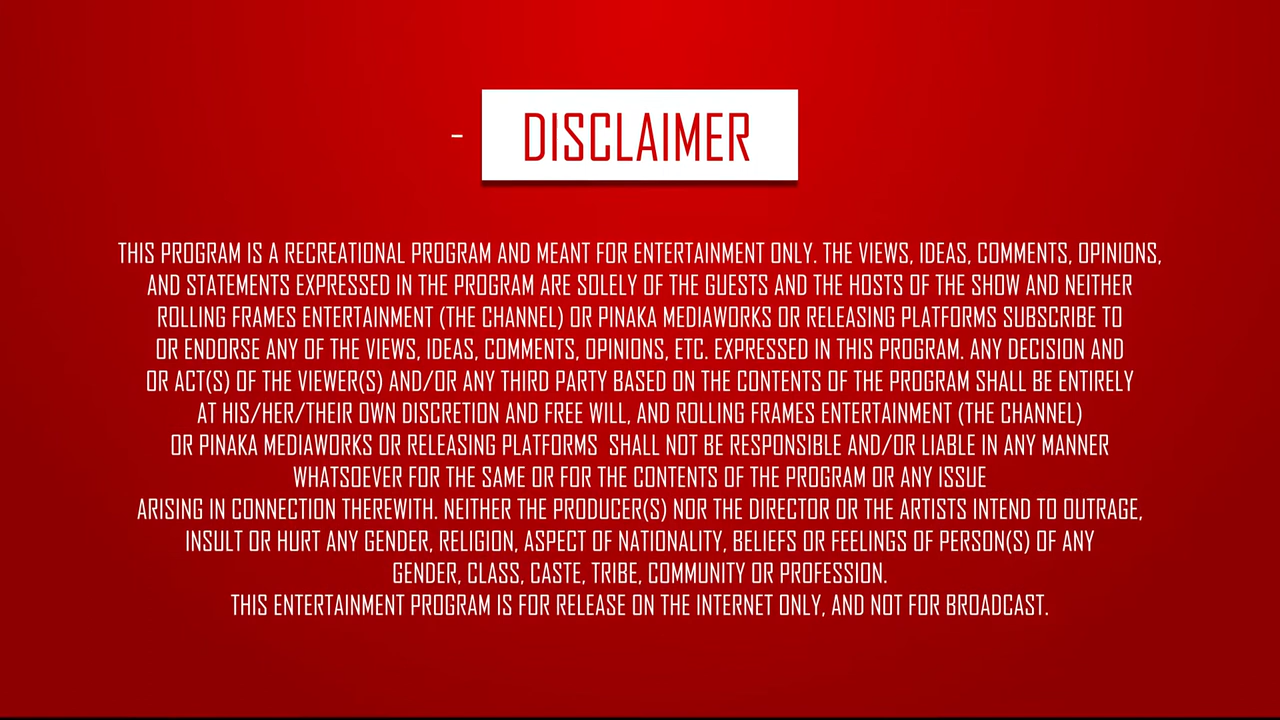 - DISCLAIMER
THIS PROGRAM IS A RECREATIONAL PROGRAM AND MEANT FOR ENTERTAINMENT ONLY. THE VIEWS, IDEAS, COMMENTS, OPINIONS,
AND STATEMENTS EXPRESSED IN THE PROGRAM ARE SOLELY OF THE GUESTS AND THE HOSTS OF THE SHOW AND NEITHER
ROLLING FRAMES ENTERTAINMENT (THE CHANNEL) OR PINAKA MEDIAWORKS OR RELEASING PLATFORMS SUBSCRIBE TO
OR ENDORSE ANY OF THE VIEWS, IDEAS, COMMENTS, OPINIONS, ETC. EXPRESSED IN THIS PROGRAM. ANY DECISION AND
OR ACT(S) OF THE VIEWER(S) AND/OR ANY THIRD PARTY BASED ON THE CONTENTS OF THE PROGRAM SHALL BE ENTIRELY
AT HIS/HER/THEIR OWN DISCRETION AND FREE WILL, AND ROLLING FRAMES ENTERTAINMENT (THE CHANNEL)
OR PINAKA MEDIAWORKS OR RELEASING PLATFORMS SHALL NOT BE RESPONSIBLE AND/OR LIABLE IN ANY MANNER
WHATSOEVER FOR THE SAME OR FOR THE CONTENTS OF THE PROGRAM OR ANY ISSUE
ARISING IN CONNECTION THEREWITH. NEITHER THE PRODUCER(S) NOR THE DIRECTOR OR THE ARTISTS INTEND TO OUTRAGE,
INSULT OR HURT ANY GENDER, RELIGION, ASPECT OF NATIONALITY, BELIEFS OR FEELINGS OF PERSON(S) OF ANY
GENDER, CLASS, CASTE, TRIBE, COMMUNITY OR PROFESSION.
THIS ENTERTAINMENT PROGRAM IS FOR RELEASE ON THE INTERNET ONLY, AND NOT FOR BROADCAST.